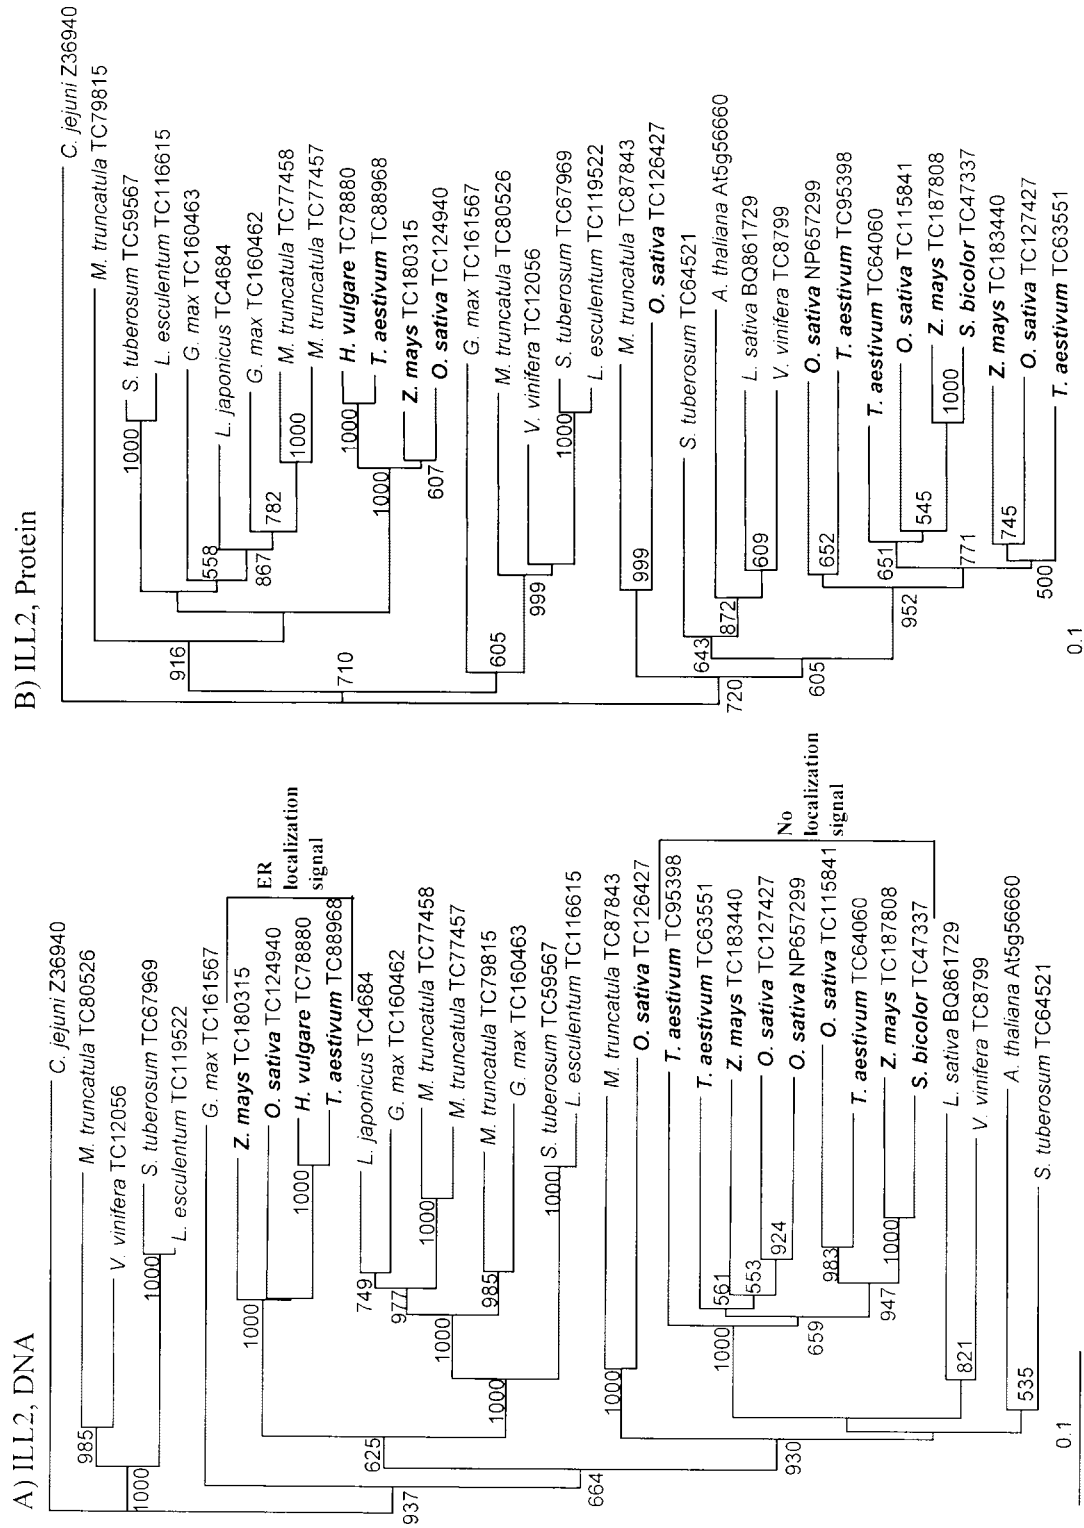 A) ILL2, DNA
C. jejuni Z36940
M. truncatula TC80526
V. vinifera TC12056
S. tuberosum TC67969
L. esculentum TC119522
G. max TC161567
Z. mays TC180315
O. sativa TC124940
H. vulgare TC78880
T. aestivum TC88968
L. japonicus TC4684
G. max TC160462
M. truncatula TC77458
M. truncatula TC77457
M. truncatula TC79815
G. max TC160463
S. tuberosum TC59567
L. esculentum TC116615
M. truncatula TC87843
O. sativa TC126427
T. aestivum TC95398
T. aestivum TC63551
Z. mays TC183440
O. sativa TC127427
O. sativa NP657299
O. sativa TC115841
T. aestivum TC64060
Z. mays TC187808
S. bicolor TC47337
L. sativa BQ861729
V. vinifera TC8799
A. thaliana At5g56660
S. tuberosum TC64521
ER
localization
signal
No
localization
signal
985
1000
1000
937
1000
1000
625
749
977
1000
1000
985
1000
1000
664
1000
1000
561
553
924
659
983
947
1000
930
821
535
0.1
B) ILL2, Protein
C. jejuni Z36940
M. truncatula TC79815
S. tuberosum TC59567
L. esculentum TC116615
G. max TC160463
L. japonicus TC4684
G. max TC160462
M. truncatula TC77458
M. truncatula TC77457
H. vulgare TC78880
T. aestivum TC88968
Z. mays TC180315
O. sativa TC124940
G. max TC161567
M. truncatula TC80526
V. vinifera TC12056
S. tuberosum TC67969
L. esculentum TC119522
M. truncatula TC87843
O. sativa TC126427
S. tuberosum TC64521
A. thaliana At5g56660
L. sativa BQ861729
V. vinifera TC8799
O. sativa NP657299
T. aestivum TC95398
T. aestivum TC64060
O. sativa TC115841
Z. mays TC187808
S. bicolor TC47337
Z. mays TC183440
O. sativa TC127427
T. aestivum TC63551
1000
916
558
867
782
1000
1000
1000
607
710
605
999
1000
999
720
643
872
609
605
652
952
651
545
1000
771
745
500
0.1